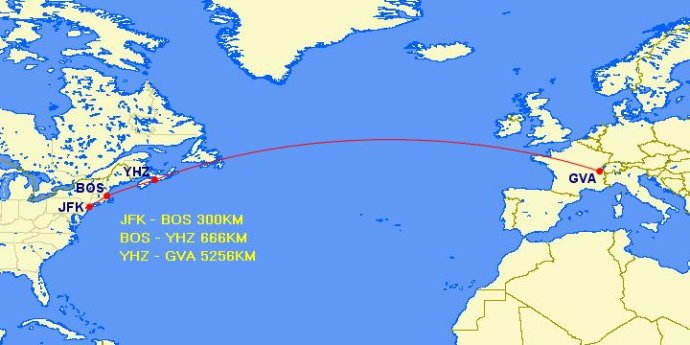 YHZ
BOS
JFK
GVA
JFK - BOS 300KM
BOS - YHZ 666KM
YHZ - GVA 5256KM